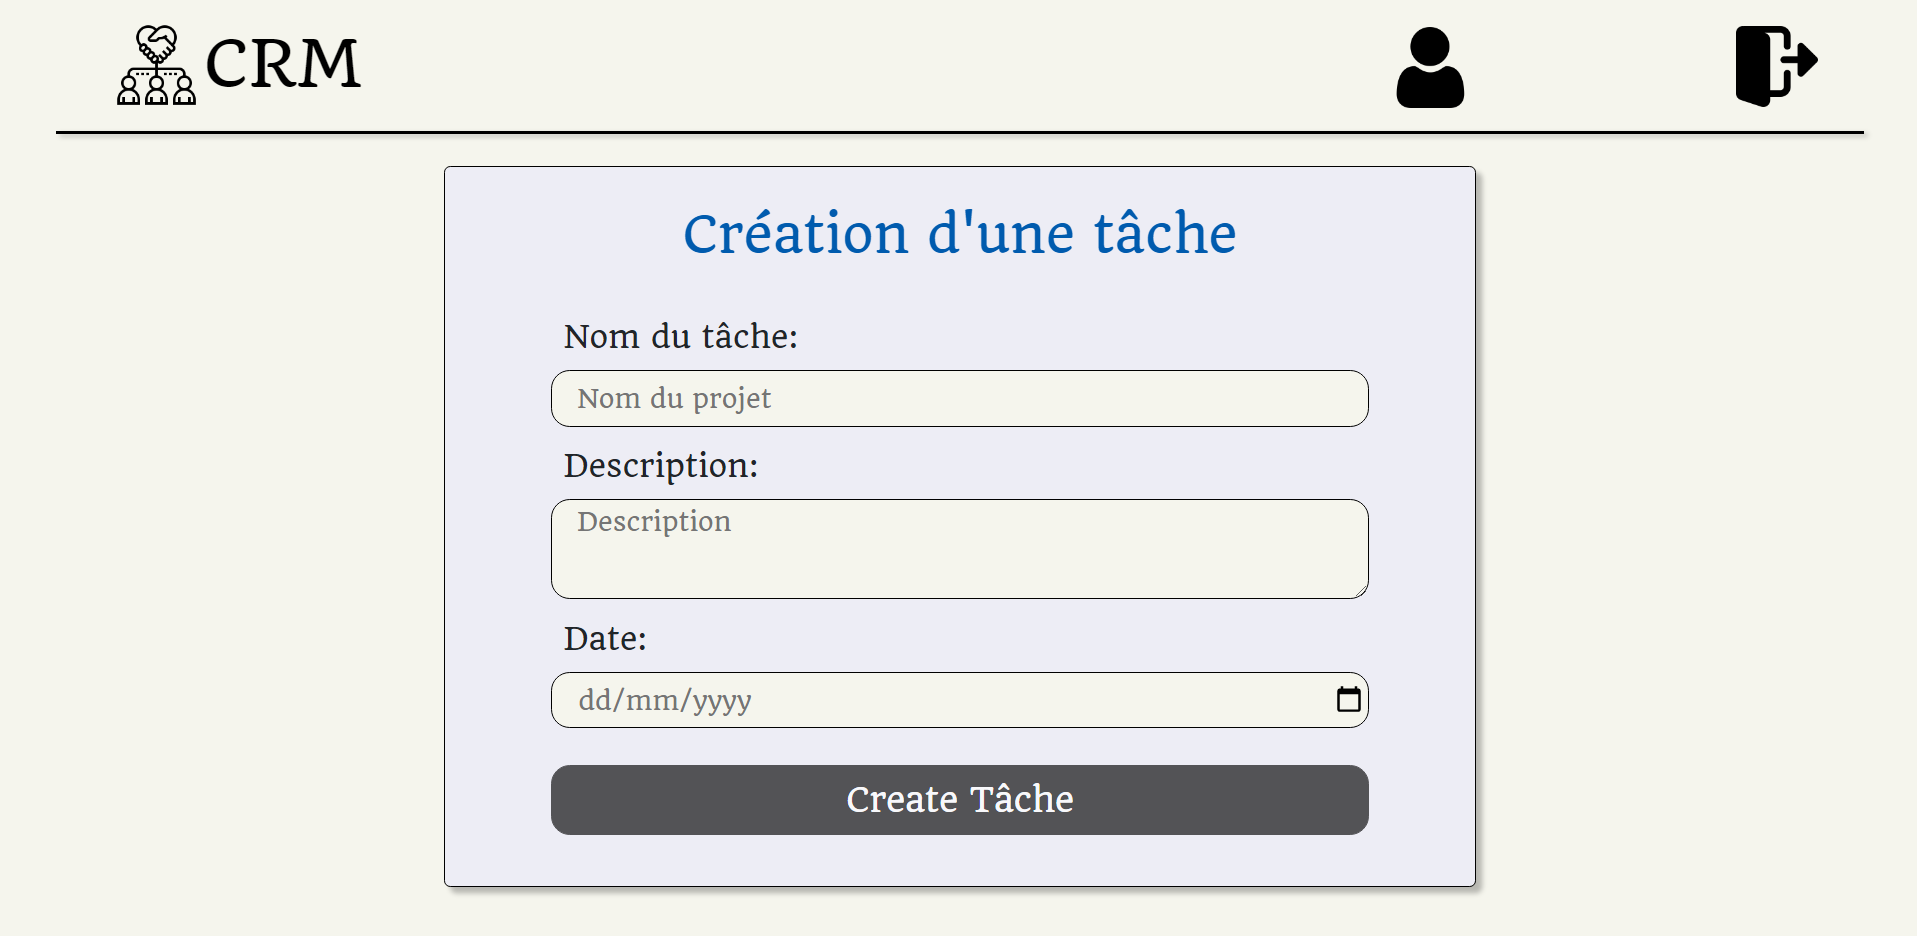 CRM
Création d'une tâche
Nom du tâche:
Nom du projet
Description:
Description
Date:
dd/mm/yyyy
Create Tâche